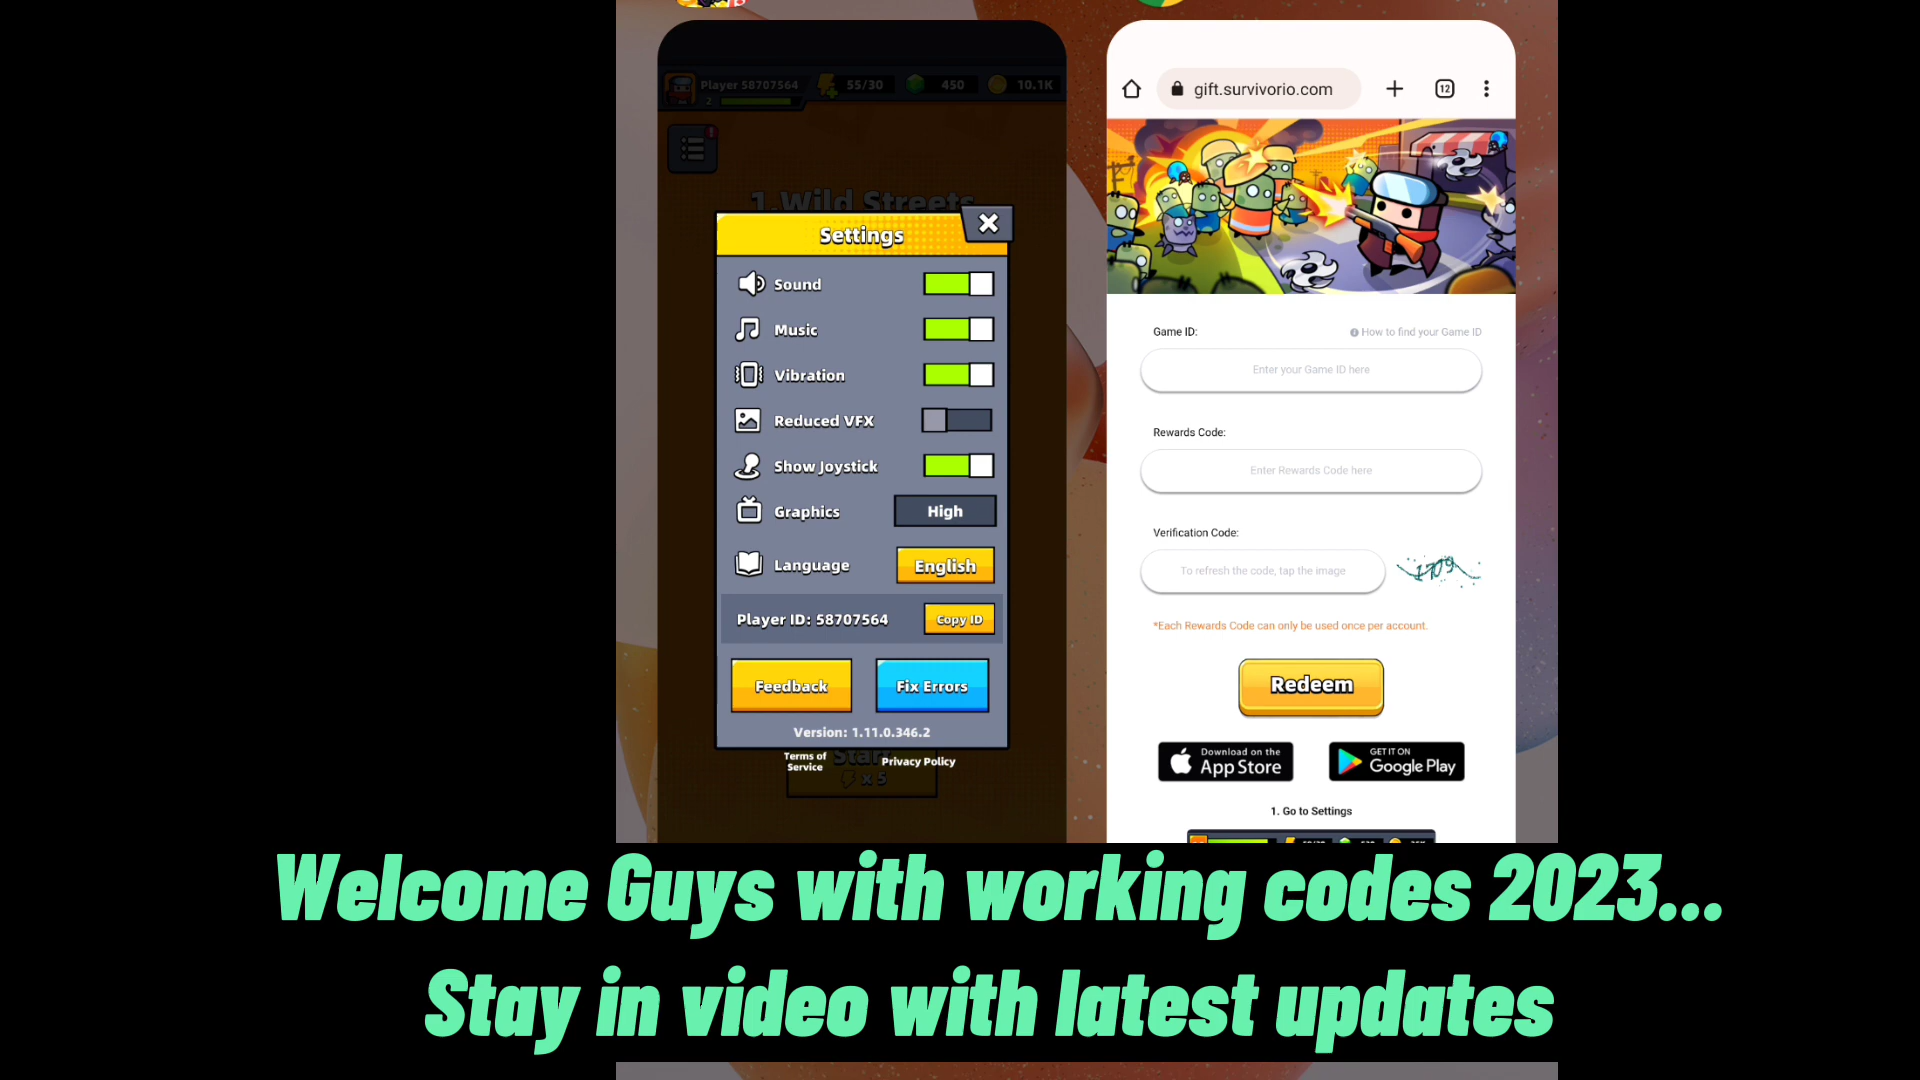 Player 58707564
2
55/30
450
10.1K
1.Wild Streets
Settings
Sound
Music
Vibration
Reduced VFX
Show Joystick
Graphics
High
Language
English
Player ID: 58707564
Copy ID
Feedback
Fix Errors
Version: 1.11.0.346.2
Start
x 5
Terms of
Service
Privacy Policy
gift.survivorio.com
12
Game ID:
How to find your Game ID
Enter your Game ID here
Rewards Code:
Enter Rewards Code here
Verification Code:
To refresh the code, tap the image
1709
*Each Rewards Code can only be used once per account.
Redeem
Download on the
App Store
GET IT ON
Google Play
1. Go to Settings
Welcome Guys with working codes 2023...
Stay in video with latest updates